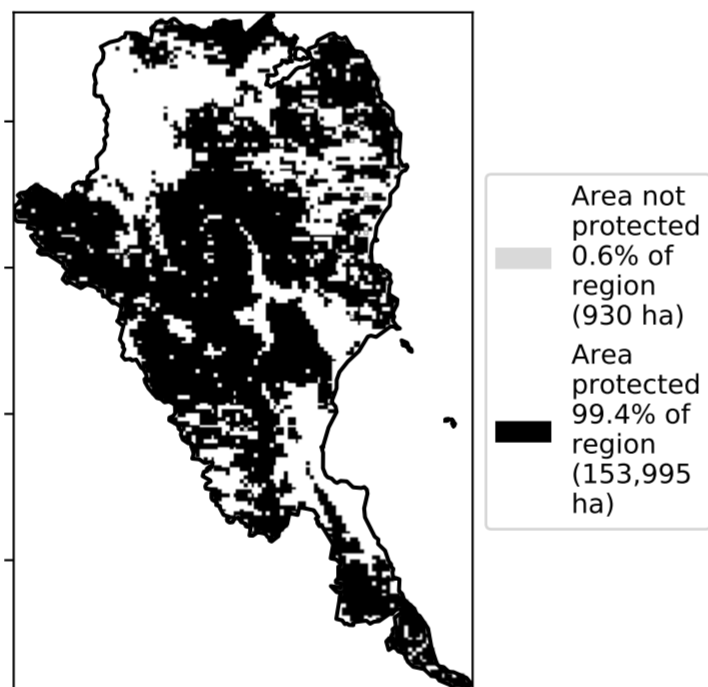 Area not
protected
0.6% of
region
(930 ha)
Area
protected
99.4% of
region
(153,995
ha)